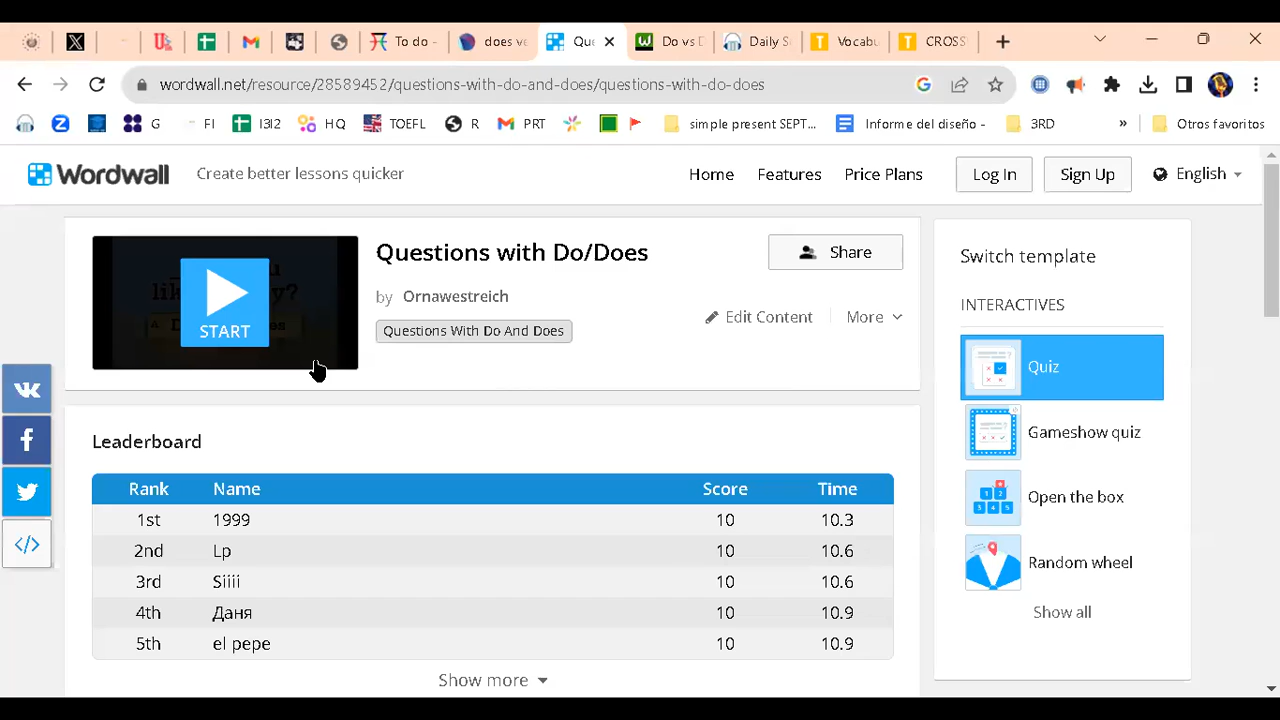 To do -
does ve
Que
Do vs D
Daily S
Vocabu
CROSS
wordwall.net/resource/28589452/questions-with-do-and-does/questions-with-do-does
G FI I3I2 HQ TOEFL R PRT simple present SEPT... Informe del diseño - 3RD » Otros favoritos
Wordwall Create better lessons quicker Home Features Price Plans Log In Sign Up English
START
Questions with Do/Does
Share
by Ornawestreich
Edit Content More
Questions With Do And Does
Leaderboard
Rank Name Score Time
1st 1999 10 10.3
2nd Lp 10 10.6
3rd Siiii 10 10.6
4th Даня 10 10.9
5th el pepe 10 10.9
Show more
Switch template
INTERACTIVES
Quiz
Gameshow quiz
Open the box
Random wheel
Show all